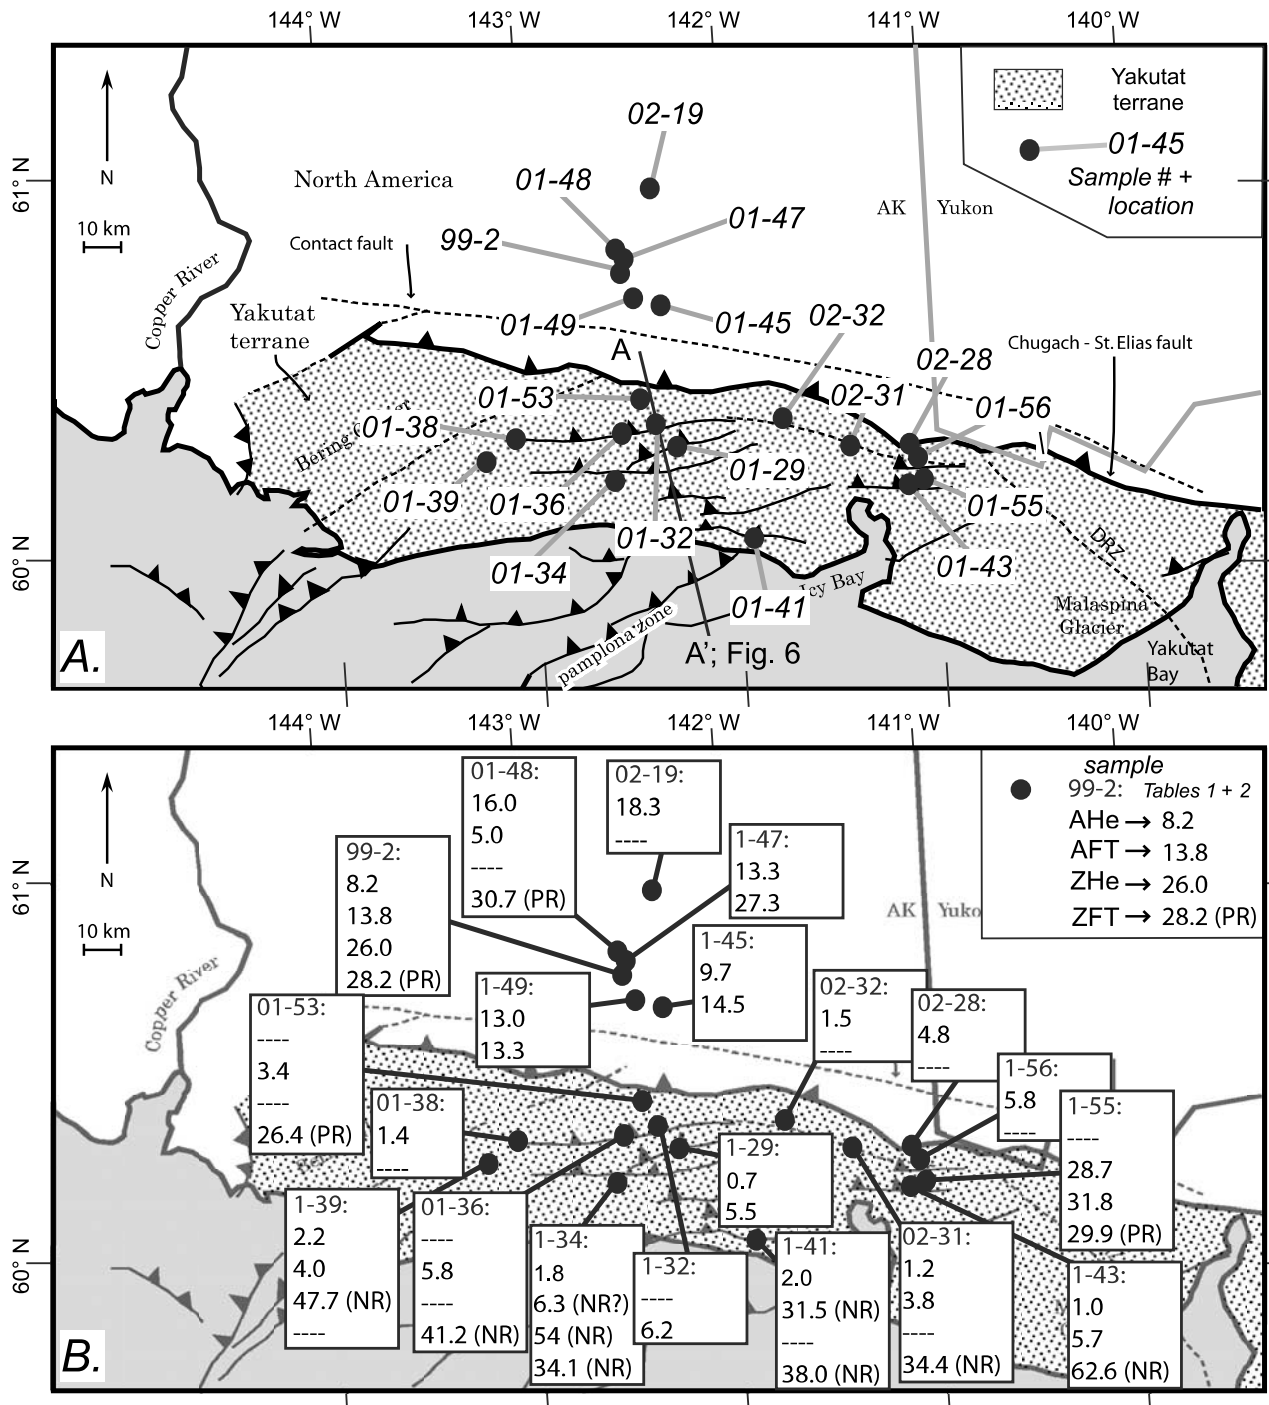 144° W
143° W
142° W
141° W
140° W
61° N
60° N
N
10 km
Copper River
North America
Contact fault
Yakutat
terrane
02-19
01-48
01-47
99-2
01-49
01-45
02-32
AK
Yukon
Yakutat
terrane
01-45
Sample # +
location
Chugach - St. Elias fault
02-28
02-31
01-56
A
01-53
01-38
Bering
01-39
01-36
01-29
01-32
01-34
01-55
01-43
01-41
DRZ
Icy Bay
Malaspina
Glacier
Yakutat
Bay
pamplona zone
A'; Fig. 6
A.
144° W
143° W
142° W
141° W
140° W
61° N
60° N
N
10 km
Copper River
AK
Yuko
sample
99-2: Tables 1 + 2
AHe → 8.2
AFT → 13.8
ZHe → 26.0
ZFT → 28.2 (PR)
01-48:
16.0
5.0
----
30.7 (PR)
02-19:
18.3
----
1-47:
13.3
27.3
99-2:
8.2
13.8
26.0
28.2 (PR)
1-45:
9.7
14.5
1-49:
13.0
13.3
02-32:
1.5
----
02-28:
4.8
----
1-56:
5.8
----
1-55:
----
28.7
31.8
29.9 (PR)
01-53:
----
3.4
----
26.4 (PR)
01-38:
1.4
----
1-29:
0.7
5.5
1-39:
2.2
4.0
47.7 (NR)
----
01-36:
----
5.8
----
41.2 (NR)
1-34:
1.8
6.3 (NR?)
54 (NR)
34.1 (NR)
1-32:
----
6.2
1-41:
2.0
31.5 (NR)
----
38.0 (NR)
02-31:
1.2
3.8
----
34.4 (NR)
1-43:
1.0
5.7
62.6 (NR)
B.